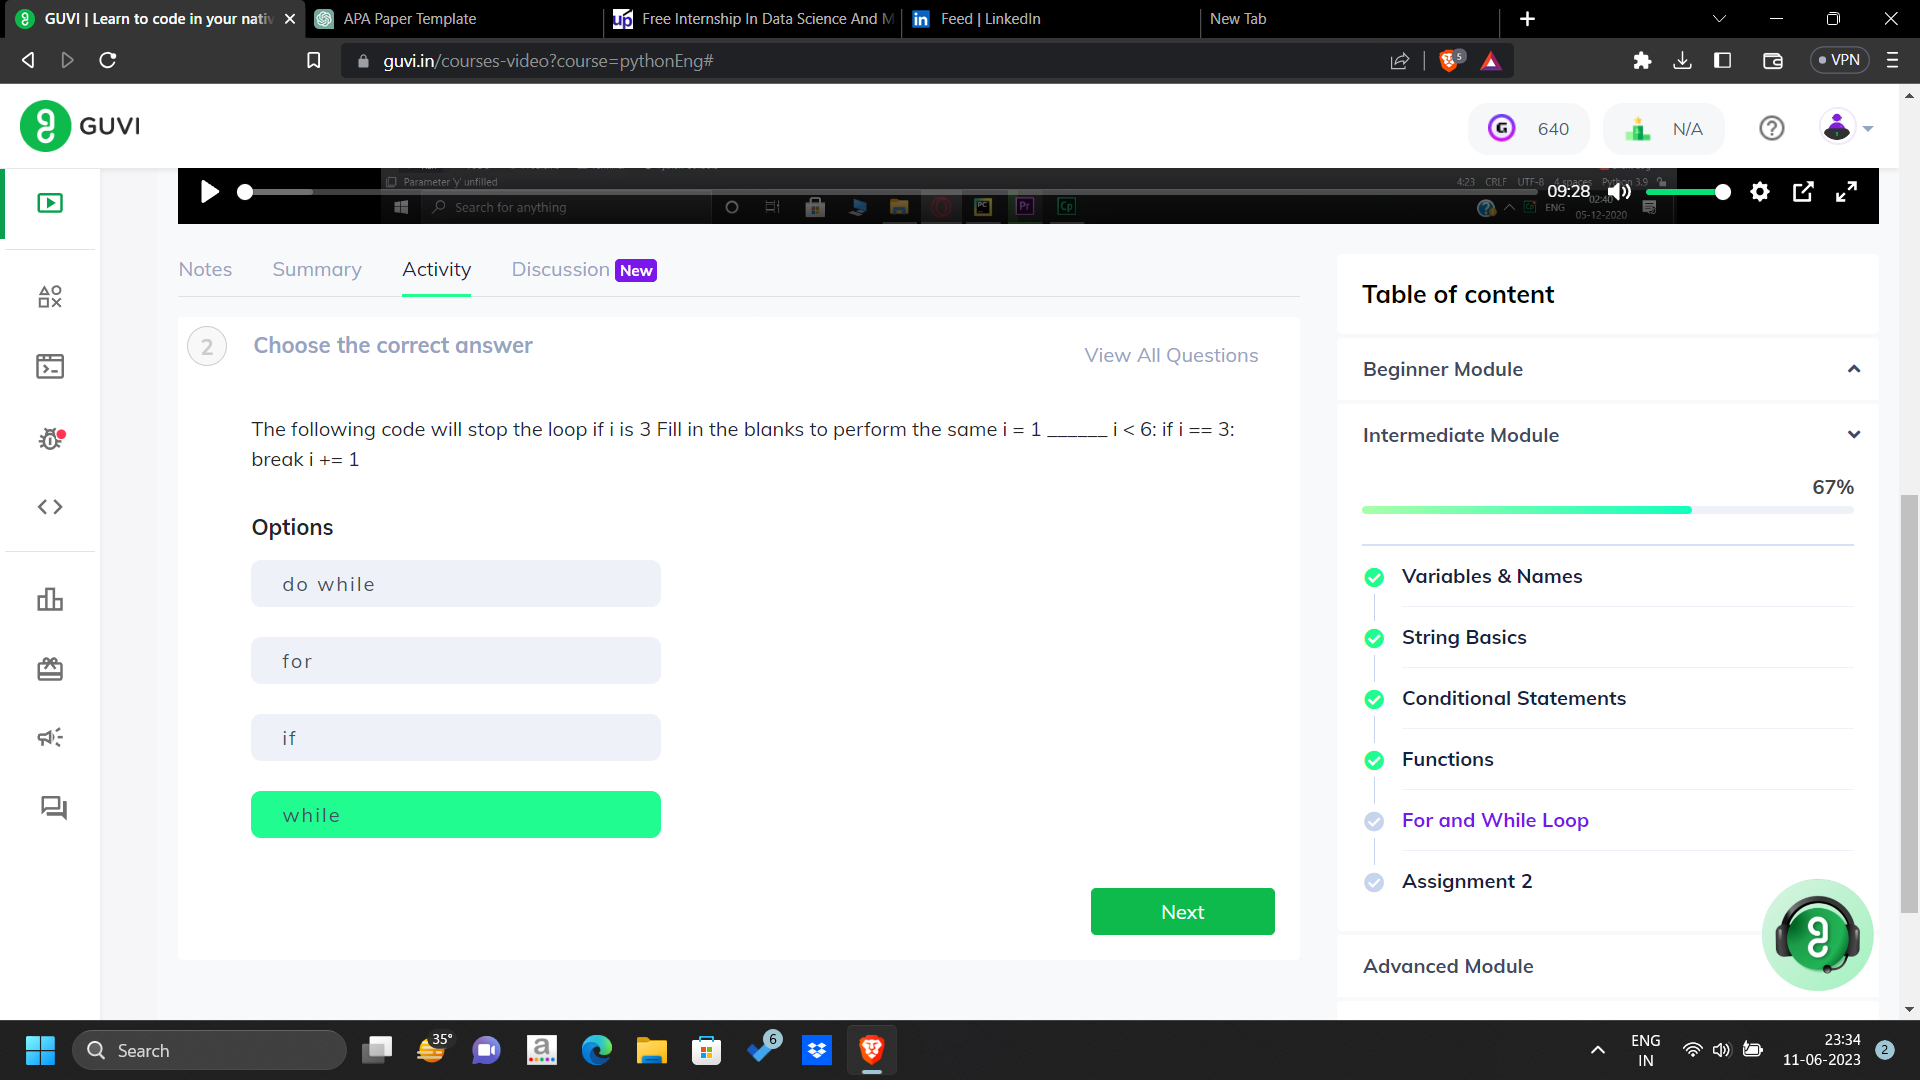 GUVI | Learn to code in your nativ
APA Paper Template
Free Internship In Data Science And M
Feed | LinkedIn
New Tab
guvi.in/courses-video?course=pythonEng#
5
VPN
GUVI
640
N/A
Parameter 'y' unfilled
4:23 CRLF UTF-8 4 spaces Python 3.9
09:28
Search for anything
ENG
02:40
05-12-2020
Notes
Summary
Activity
Discussion New
Table of content
2
Choose the correct answer
View All Questions
Beginner Module
The following code will stop the loop if i is 3 Fill in the blanks to perform the same i = 1 ______ i < 6: if i == 3:
break i += 1
Intermediate Module
67%
Options
do while
for
if
while
Next
Variables & Names
String Basics
Conditional Statements
Functions
For and While Loop
Assignment 2
Advanced Module
Search
35°
6
ENG
IN
23:34
11-06-2023
2